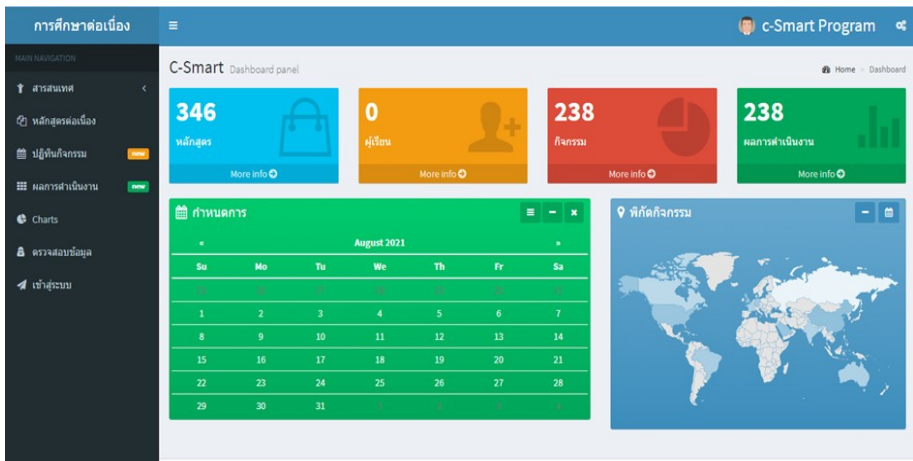 การศึกษาต่อเนื่อง
c-Smart Program
MAIN NAVIGATION
สารสนเทศ
หลักสูตรต่อเนื่อง
ปฏิทินกิจกรรม new
ผลการดำเนินงาน new
Charts
ตรวจสอบข้อมูล
เข้าสู่ระบบ
C-Smart Dashboard panel
Home > Dashboard
346
หลักสูตร
More info
0
ผู้เรียน
More info
238
กิจกรรม
More info
238
ผลการดำเนินงาน
More info
กำหนดการ
« August 2021 »
Su Mo Tu We Th Fr Sa
1 2 3 4 5 6 7
8 9 10 11 12 13 14
15 16 17 18 19 20 21
22 23 24 25 26 27 28
29 30 31 1 2 3 4
พิกัดกิจกรรม